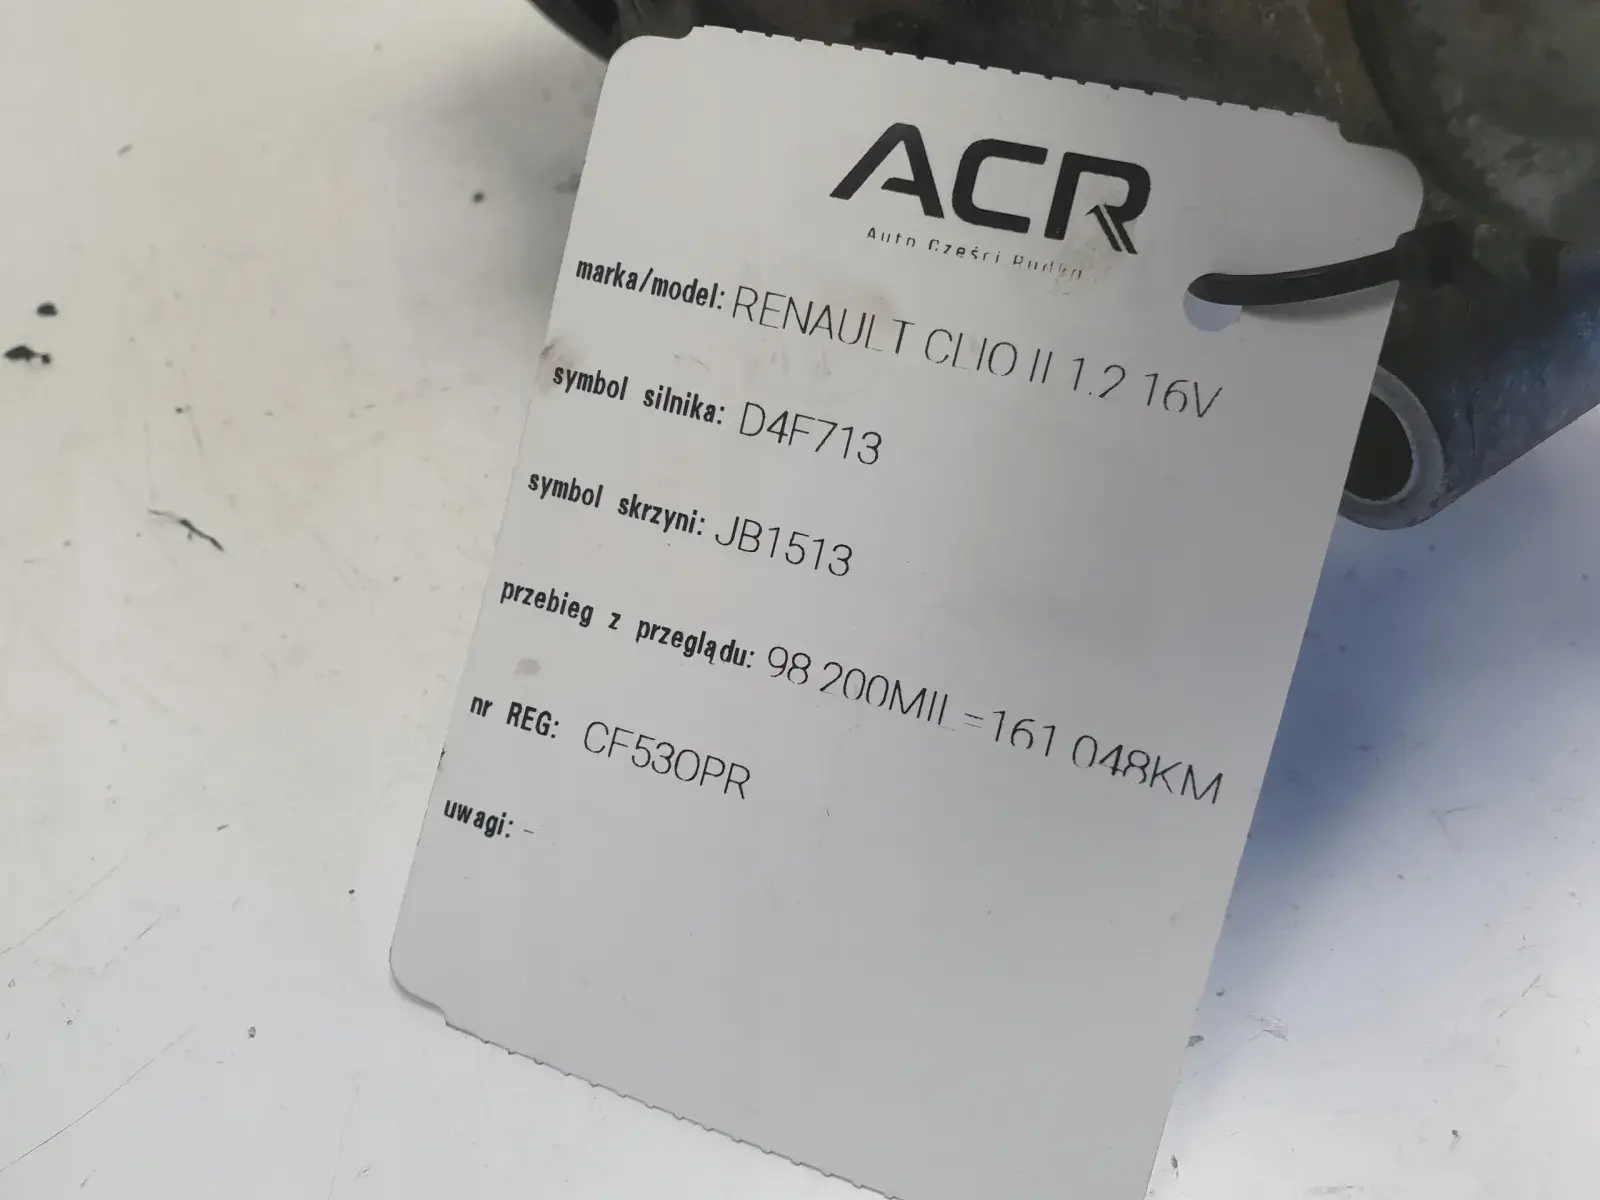 ACR
Auto Części Rudka
marka/model: RENAULT CLIO II 1.2 16V
symbol silnika: D4F713
symbol skrzyni: JB1513
przebieg z przeglądu: 98 200MIL=161 048KM
nr REG: CF53OPR
uwagi: -